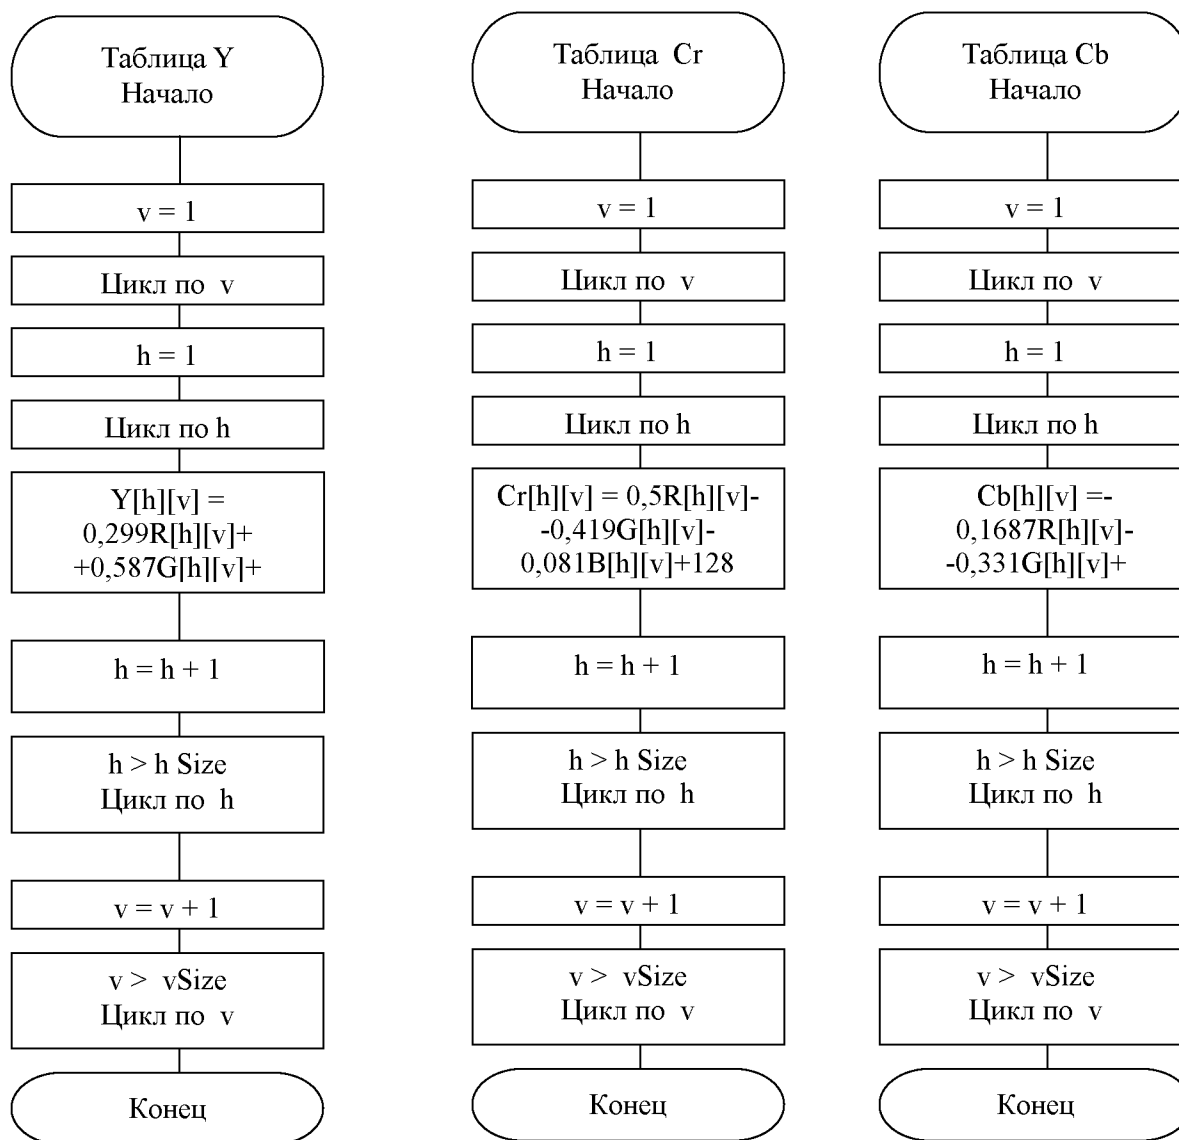 Таблица Y
Начало
v = 1
Цикл по v
h = 1
Цикл по h
Y[h][v] =
0,299R[h][v]+
+0,587G[h][v]+
h = h + 1
h > h Size
Цикл по h
v = v + 1
v > vSize
Цикл по v
Конец
Таблица Cr
Начало
v = 1
Цикл по v
h = 1
Цикл по h
Cr[h][v] = 0,5R[h][v]-
-0,419G[h][v]-
0,081B[h][v]+128
h = h + 1
h > h Size
Цикл по h
v = v + 1
v > vSize
Цикл по v
Конец
Таблица Cb
Начало
v = 1
Цикл по v
h = 1
Цикл по h
Cb[h][v] =-
0,1687R[h][v]-
-0,331G[h][v]+
h = h + 1
h > h Size
Цикл по h
v = v + 1
v > vSize
Цикл по v
Конец